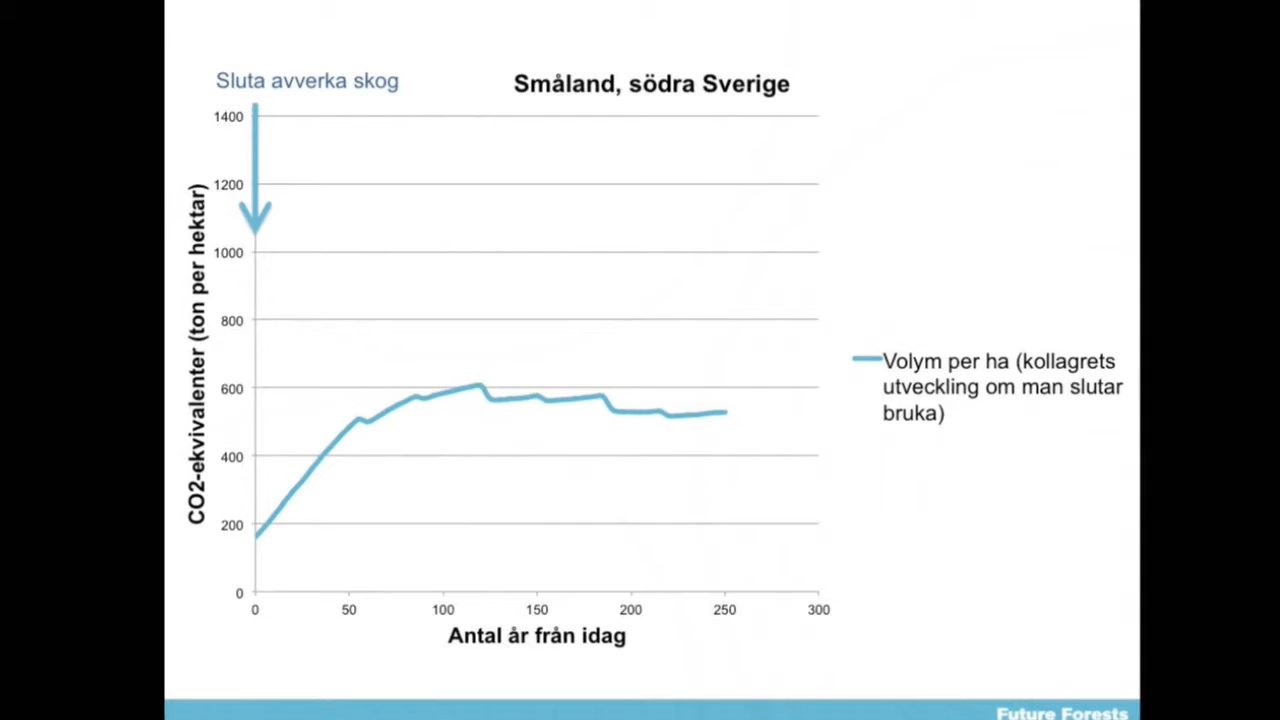 Sluta avverka skog
Småland, södra Sverige
1400
1200
1000
800
600
400
200
0
CO2-ekvivalenter (ton per hektar)
0 50 100 150 200 250 300
Antal år från idag
Volym per ha (kollagrets
utveckling om man slutar
bruka)
Future Forests